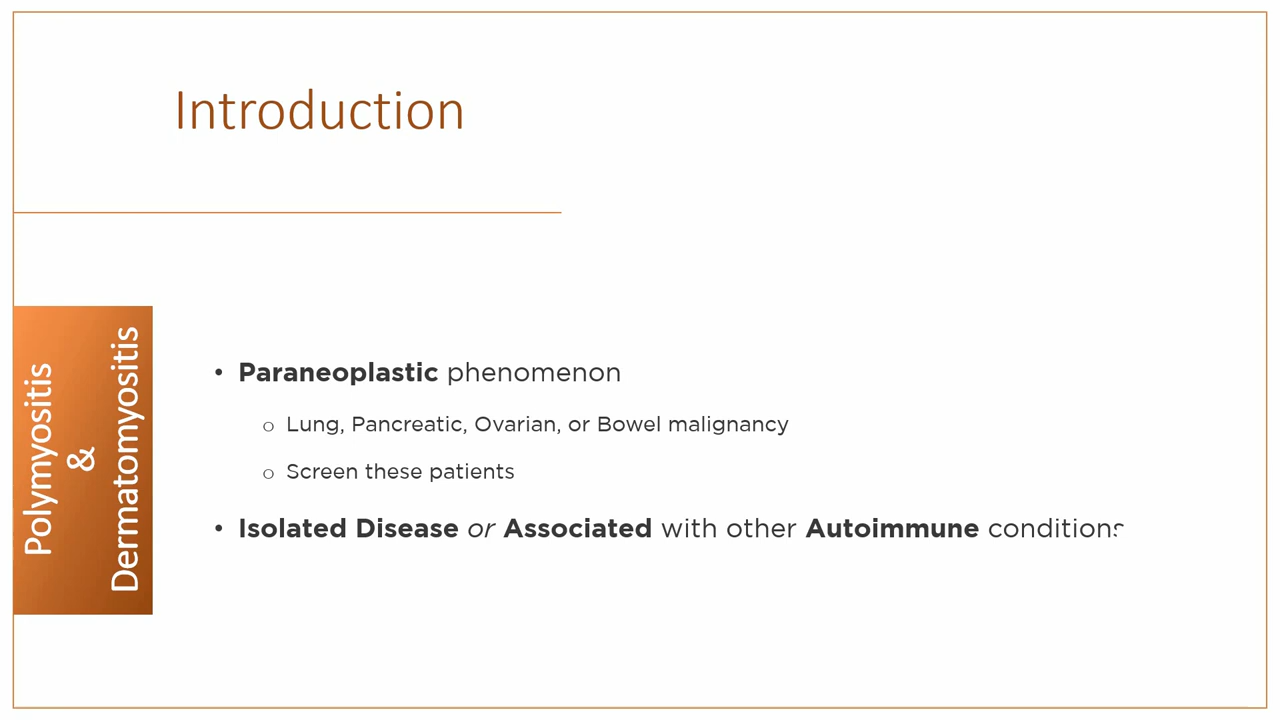 Introduction
Polymyositis
&
Dermatomyositis
• Paraneoplastic phenomenon
o Lung, Pancreatic, Ovarian, or Bowel malignancy
o Screen these patients
• Isolated Disease or Associated with other Autoimmune conditions